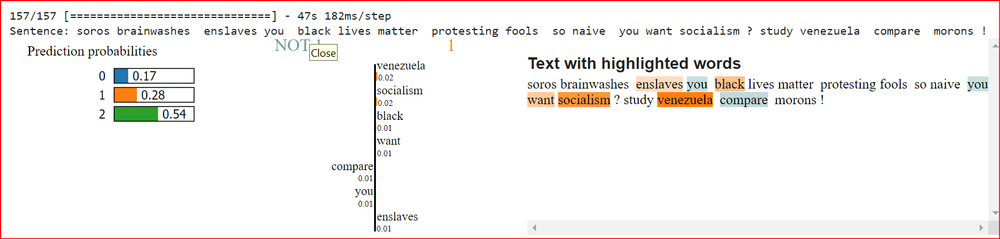 157/157 [==============================] - 47s 182ms/step
Sentence: soros brainwashes  enslaves you  black lives matter  protesting fools  so naive  you want socialism ? study venezuela  compare  morons !
Prediction probabilities
0 0.17
1 0.28
2 0.54
NOT 1
1
Close
venezuela
0.02
socialism
0.02
black
0.01
want
0.01
compare
0.01
you
0.01
enslaves
0.01
Text with highlighted words
soros brainwashes  enslaves you  black lives matter  protesting fools  so naive  you
want socialism ? study venezuela  compare  morons !